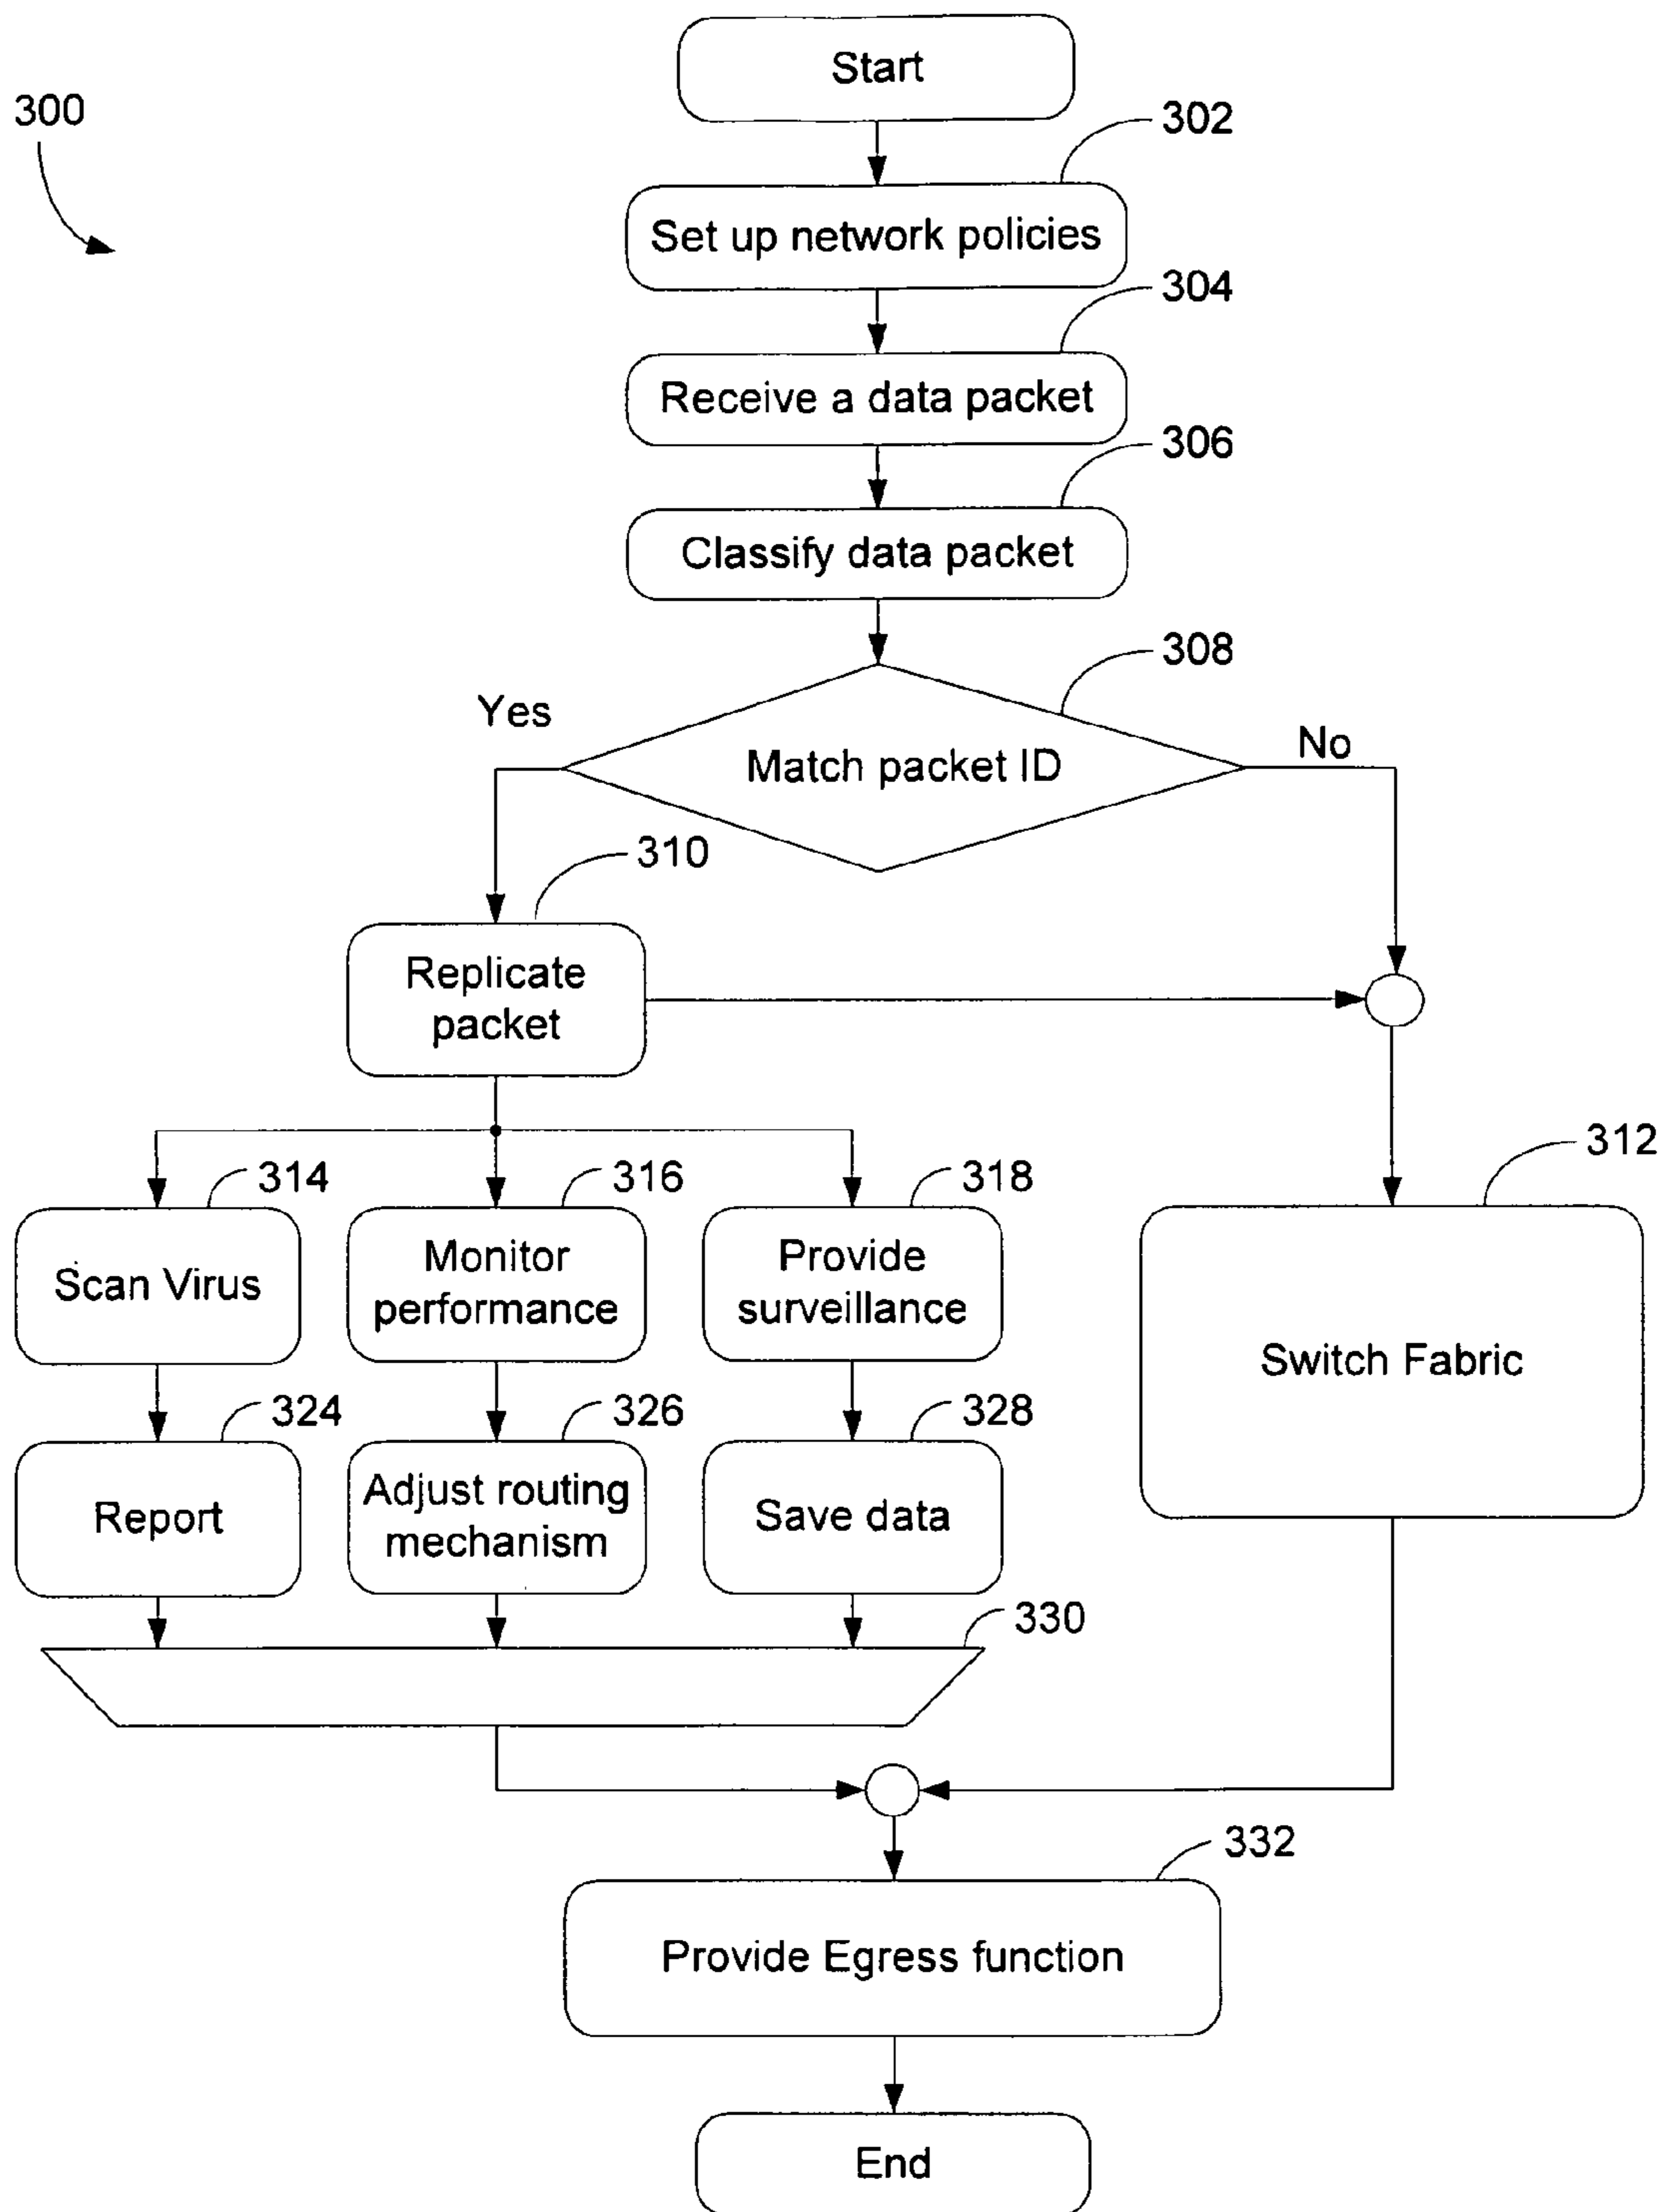 Start
300
302
Set up network policies
304
Receive a data packet
306
Classify data packet
308
Yes
No
Match packet ID
310
Replicate
packet
312
314
316
318
Scan Virus
Monitor
performance
Provide
surveillance
Switch Fabric
324
326
328
Report
Adjust routing
mechanism
Save data
330
332
Provide Egress function
End